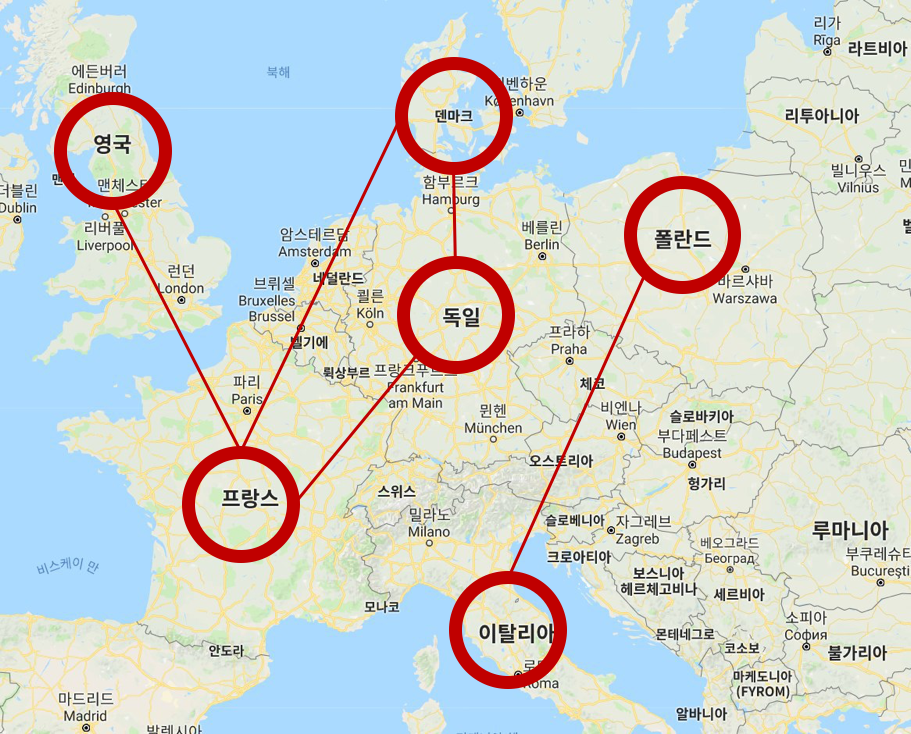 리가
Rīga
라트비아
에든버러
Edinburgh
북해
벤하운
København
덴마크
리투아니아
영국
빌니우스
Vilnius
맨체스터
더블린
Dublin
함부르크
Hamburg
리버풀
Liverpool
암스테르담
Amsterdam
베를린
Berlin
폴란드
런던
London
네덜란드
바르샤바
Warszawa
브뤼셀
Bruxelles
Brussel
쾰른
Köln
독일
벨기에
프라하
Praha
룩상부르
프랑크푸르트
Frankfurt
am Main
체코
파리
Paris
뮌헨
München
비엔나
Wien
슬로바키아
부다페스트
Budapest
오스트리아
헝가리
스위스
프랑스
밀라노
Milano
슬로베니아
자그레브
Zagreb
루마니아
베오그라드
Београд
크로아티아
부쿠레슈티
București
비스케이 만
보스니아
헤르체고비나
세르비아
모나코
이탈리아
소피아
София
몬테네그로
코소보
불가리아
안도라
로마
Roma
마케도니아
(FYROM)
마드리드
Madrid
알바니아
발렌시아